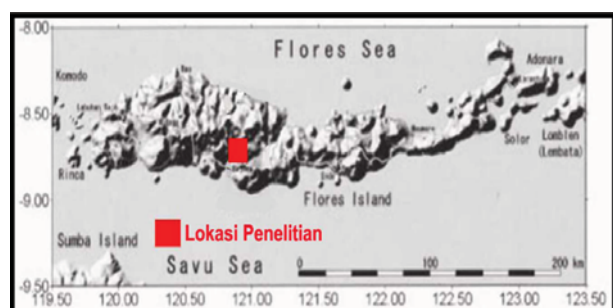 -8.00
Flores Sea
Adonara
Komodo
-8.50
Solor
Lomblen
(Lembata)
Rinca
-9.00
Flores Island
Lokasi Penelitian
Sumba Island
Savu Sea
0 100 200 km
-9.50
119.50 120.00 120.50 121.00 121.50 122.00 122.50 123.00 123.50